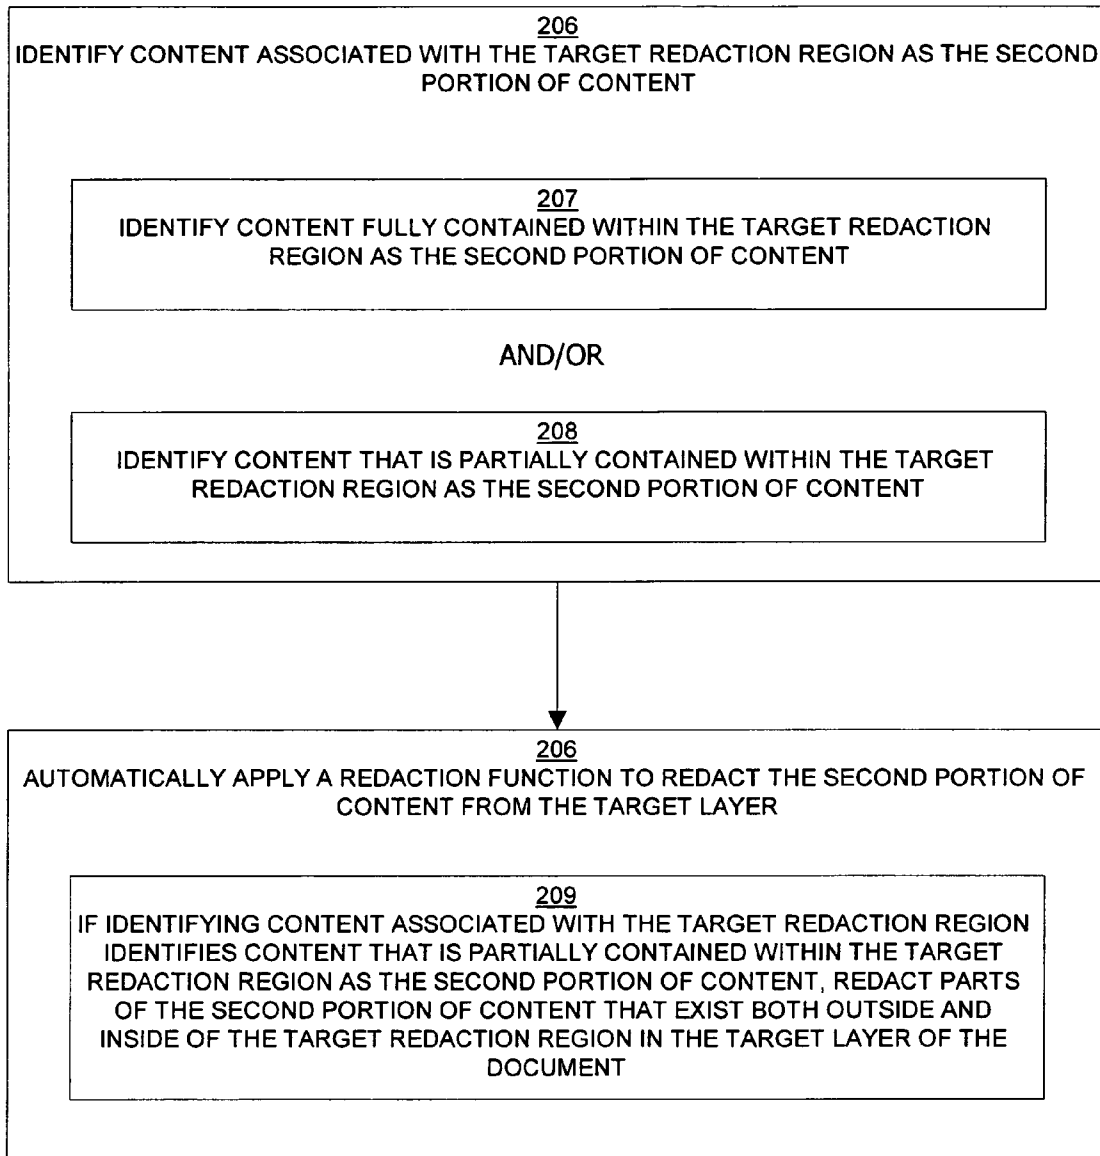 206
IDENTIFY CONTENT ASSOCIATED WITH THE TARGET REDACTION REGION AS THE SECOND
PORTION OF CONTENT
207
IDENTIFY CONTENT FULLY CONTAINED WITHIN THE TARGET REDACTION
REGION AS THE SECOND PORTION OF CONTENT
AND/OR
208
IDENTIFY CONTENT THAT IS PARTIALLY CONTAINED WITHIN THE TARGET
REDACTION REGION AS THE SECOND PORTION OF CONTENT
206
AUTOMATICALLY APPLY A REDACTION FUNCTION TO REDACT THE SECOND PORTION OF
CONTENT FROM THE TARGET LAYER
209
IF IDENTIFYING CONTENT ASSOCIATED WITH THE TARGET REDACTION REGION
IDENTIFIES CONTENT THAT IS PARTIALLY CONTAINED WITHIN THE TARGET
REDACTION REGION AS THE SECOND PORTION OF CONTENT, REDACT PARTS
OF THE SECOND PORTION OF CONTENT THAT EXIST BOTH OUTSIDE AND
INSIDE OF THE TARGET REDACTION REGION IN THE TARGET LAYER OF THE
DOCUMENT